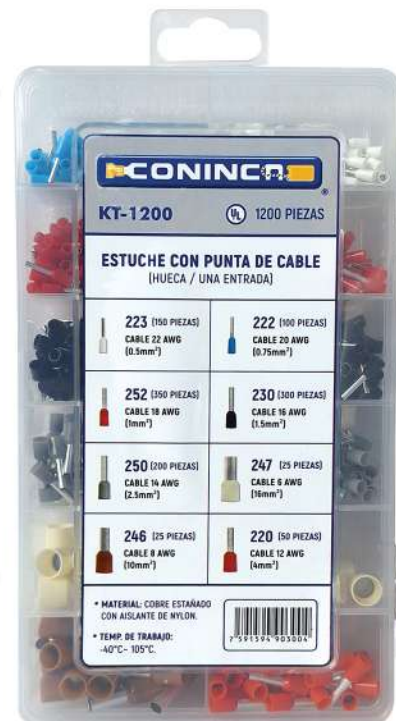 CONINCA
®
KT-1200
UL 1200 PIEZAS
ESTUCHE CON PUNTA DE CABLE
(HUECA / UNA ENTRADA)
223 (150 PIEZAS)
CABLE 22 AWG
(0.5mm²)
222 (100 PIEZAS)
CABLE 20 AWG
(0.75mm²)
252 (350 PIEZAS)
CABLE 18 AWG
(1mm²)
230 (300 PIEZAS)
CABLE 16 AWG
(1.5mm²)
250 (200 PIEZAS)
CABLE 14 AWG
(2.5mm²)
247 (25 PIEZAS)
CABLE 6 AWG
(16mm²)
246 (25 PIEZAS)
CABLE 8 AWG
(10mm²)
220 (50 PIEZAS)
CABLE 12 AWG
(4mm²)
* MATERIAL: COBRE ESTAÑADO
CON AISLANTE DE NYLON.
* TEMP. DE TRABAJO:
-40°C~ 105°C.
7 591594 903004